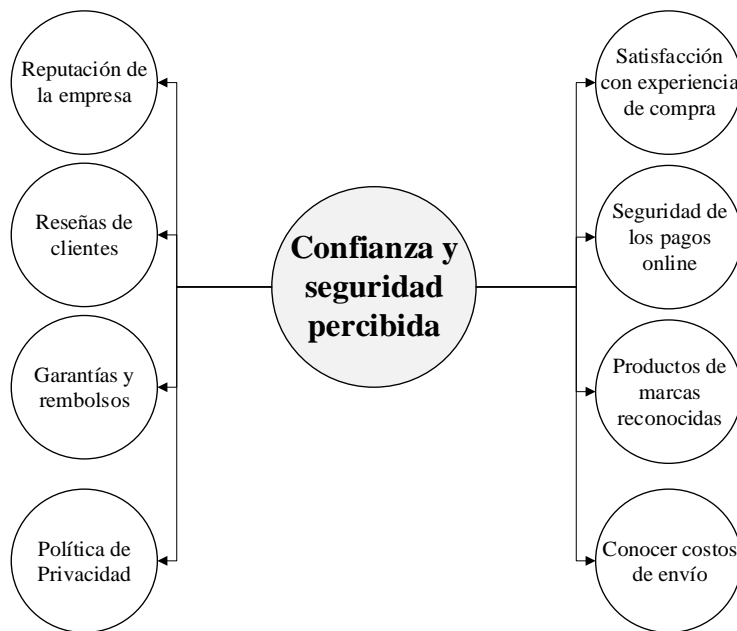 Reputación de
la empresa
Reseñas de
clientes
Garantías y
rembolsos
Política de
Privacidad
Confianza y
seguridad
percibida
Satisfacción
con experiencia
de compra
Seguridad de
los pagos
online
Productos de
marcas
reconocidas
Conocer costos
de envío